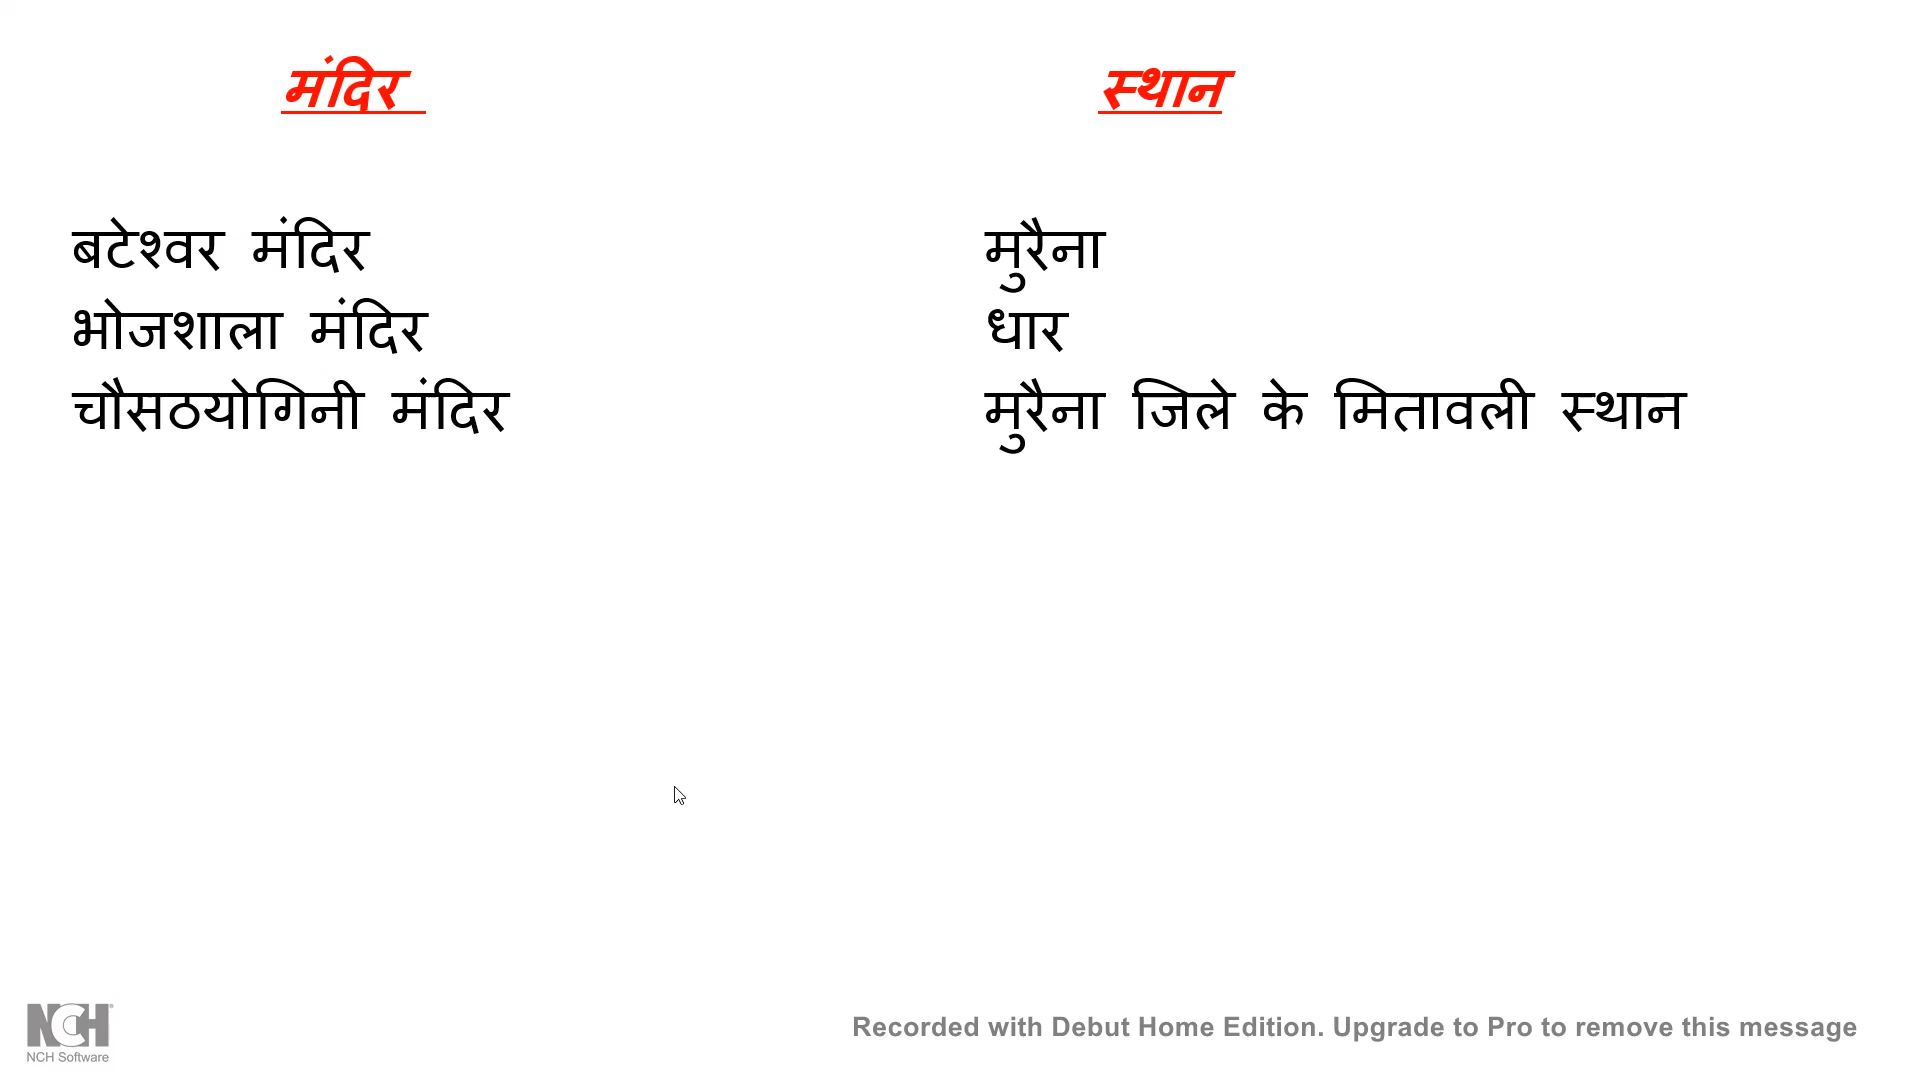 मंदिर स्थान
बटेश्वर मंदिर मुरैना
भोजशाला मंदिर धार
चौसठयोगिनी मंदिर मुरैना जिले के मितावली स्थान
NCH
NCH Software
Recorded with Debut Home Edition. Upgrade to Pro to remove this message